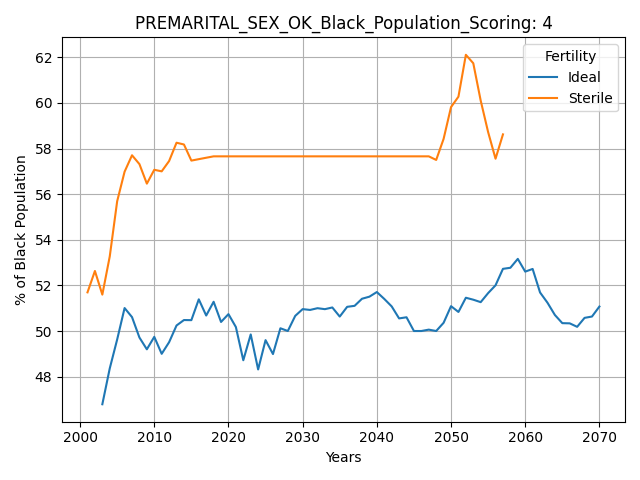 PREMARITAL_SEX_OK_Black_Population_Scoring: 4
Fertility
Ideal
Sterile
% of Black Population
62
60
58
56
54
52
50
48
2000 2010 2020 2030 2040 2050 2060 2070
Years